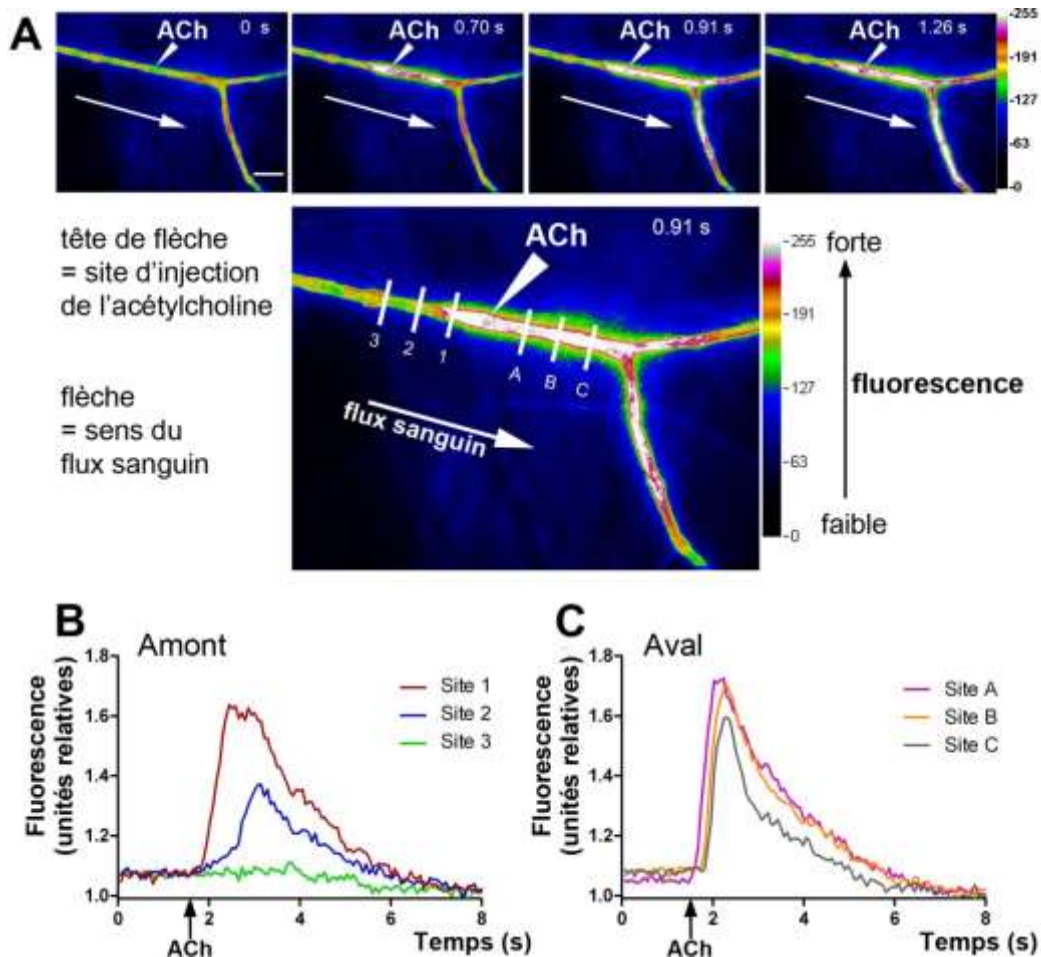 A
ACh 0 s
ACh 0.70 s
ACh 0.91 s
ACh 1.26 s
-255
-191
-127
-63
-0
tête de flèche
= site d'injection
de l'acétylcholine
flèche
= sens du
flux sanguin
ACh
0.91 s
3 2 1
A B C
flux sanguin
-255
-191
-127
-63
-0
forte
fluorescence
faible
B Amont
Fluorescence
(unités relatives)
1.8
1.6
1.4
1.2
1.0
Site 1
Site 2
Site 3
0 2 4 6 8
ACh
Temps (s)
C Aval
Fluorescence
(unités relatives)
1.8
1.6
1.4
1.2
1.0
Site A
Site B
Site C
0 2 4 6 8
ACh
Temps (s)